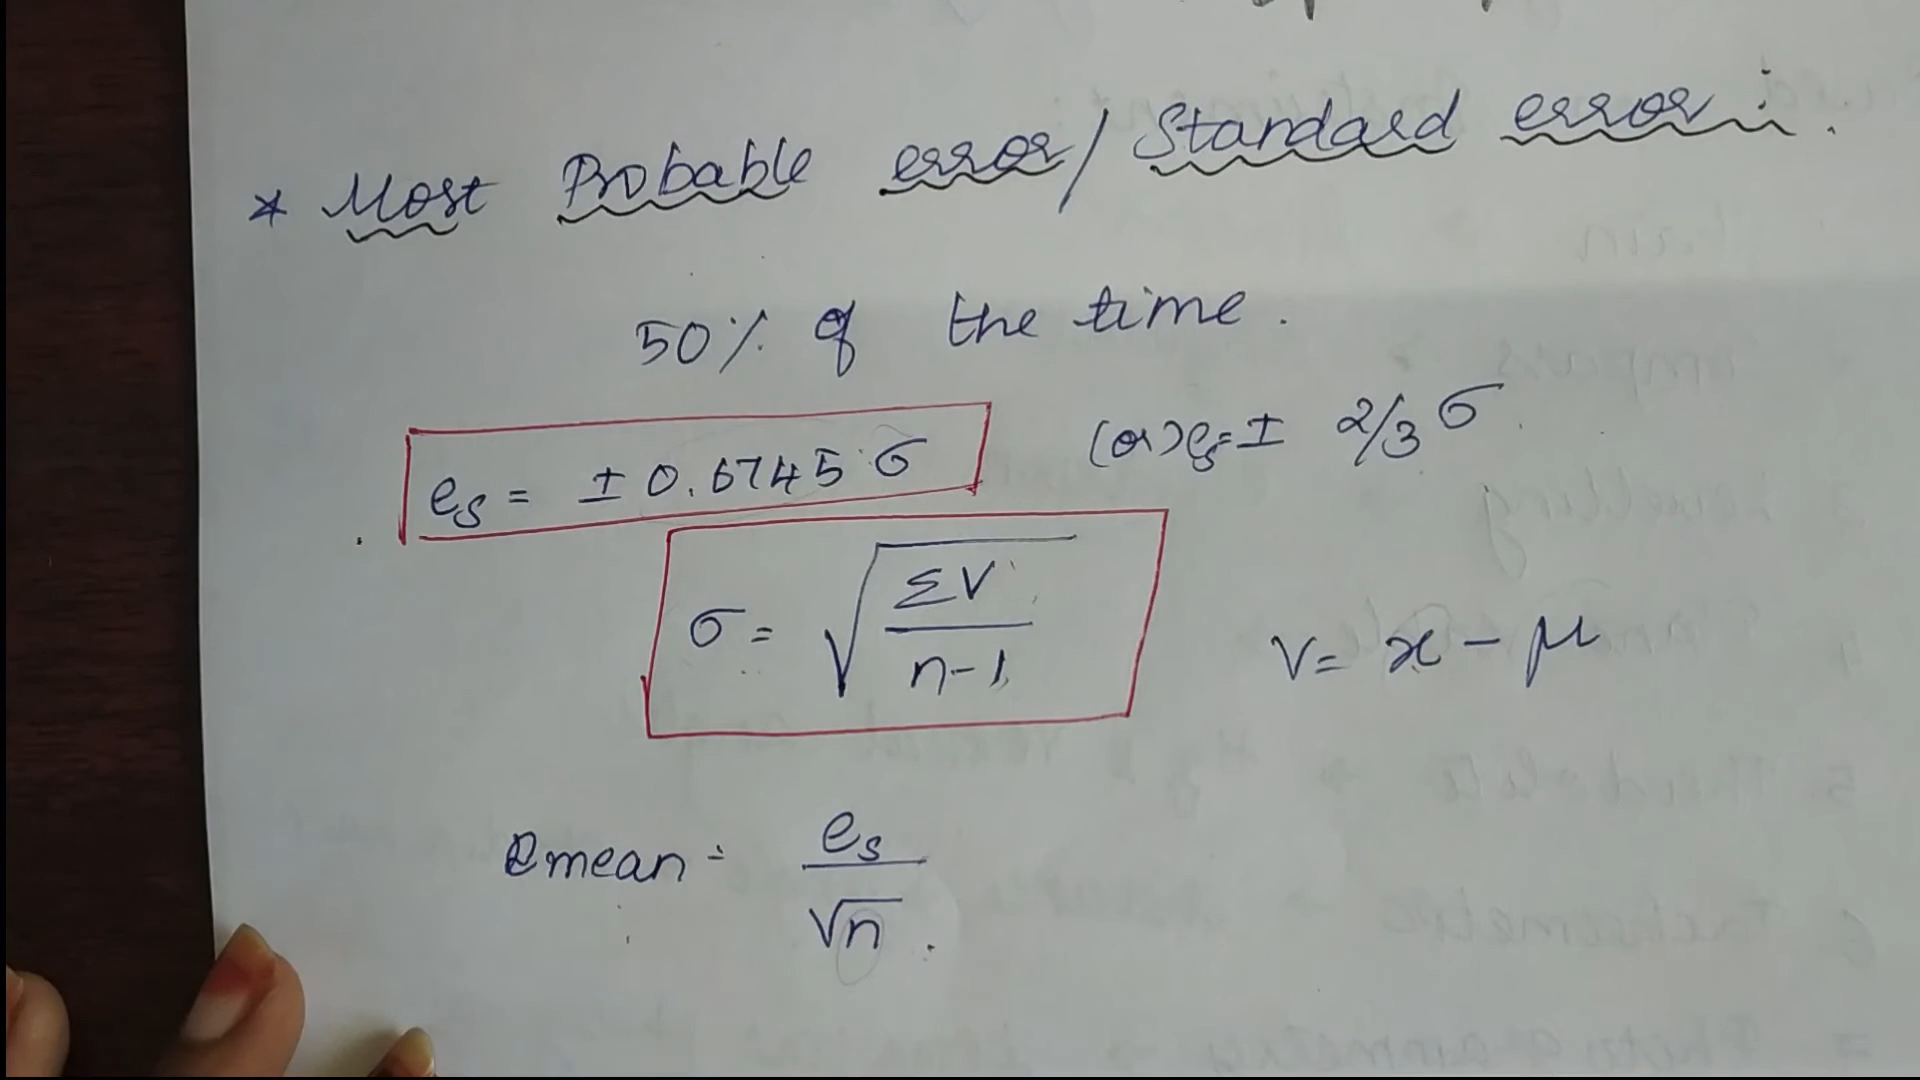 * Most Probable error/Standard error :
50% of the time.
es = ± 0.6745 σ (or) es = ± 2/3 σ
σ = √(ΣV / n-1) V = x - μ
emean = es / √n.